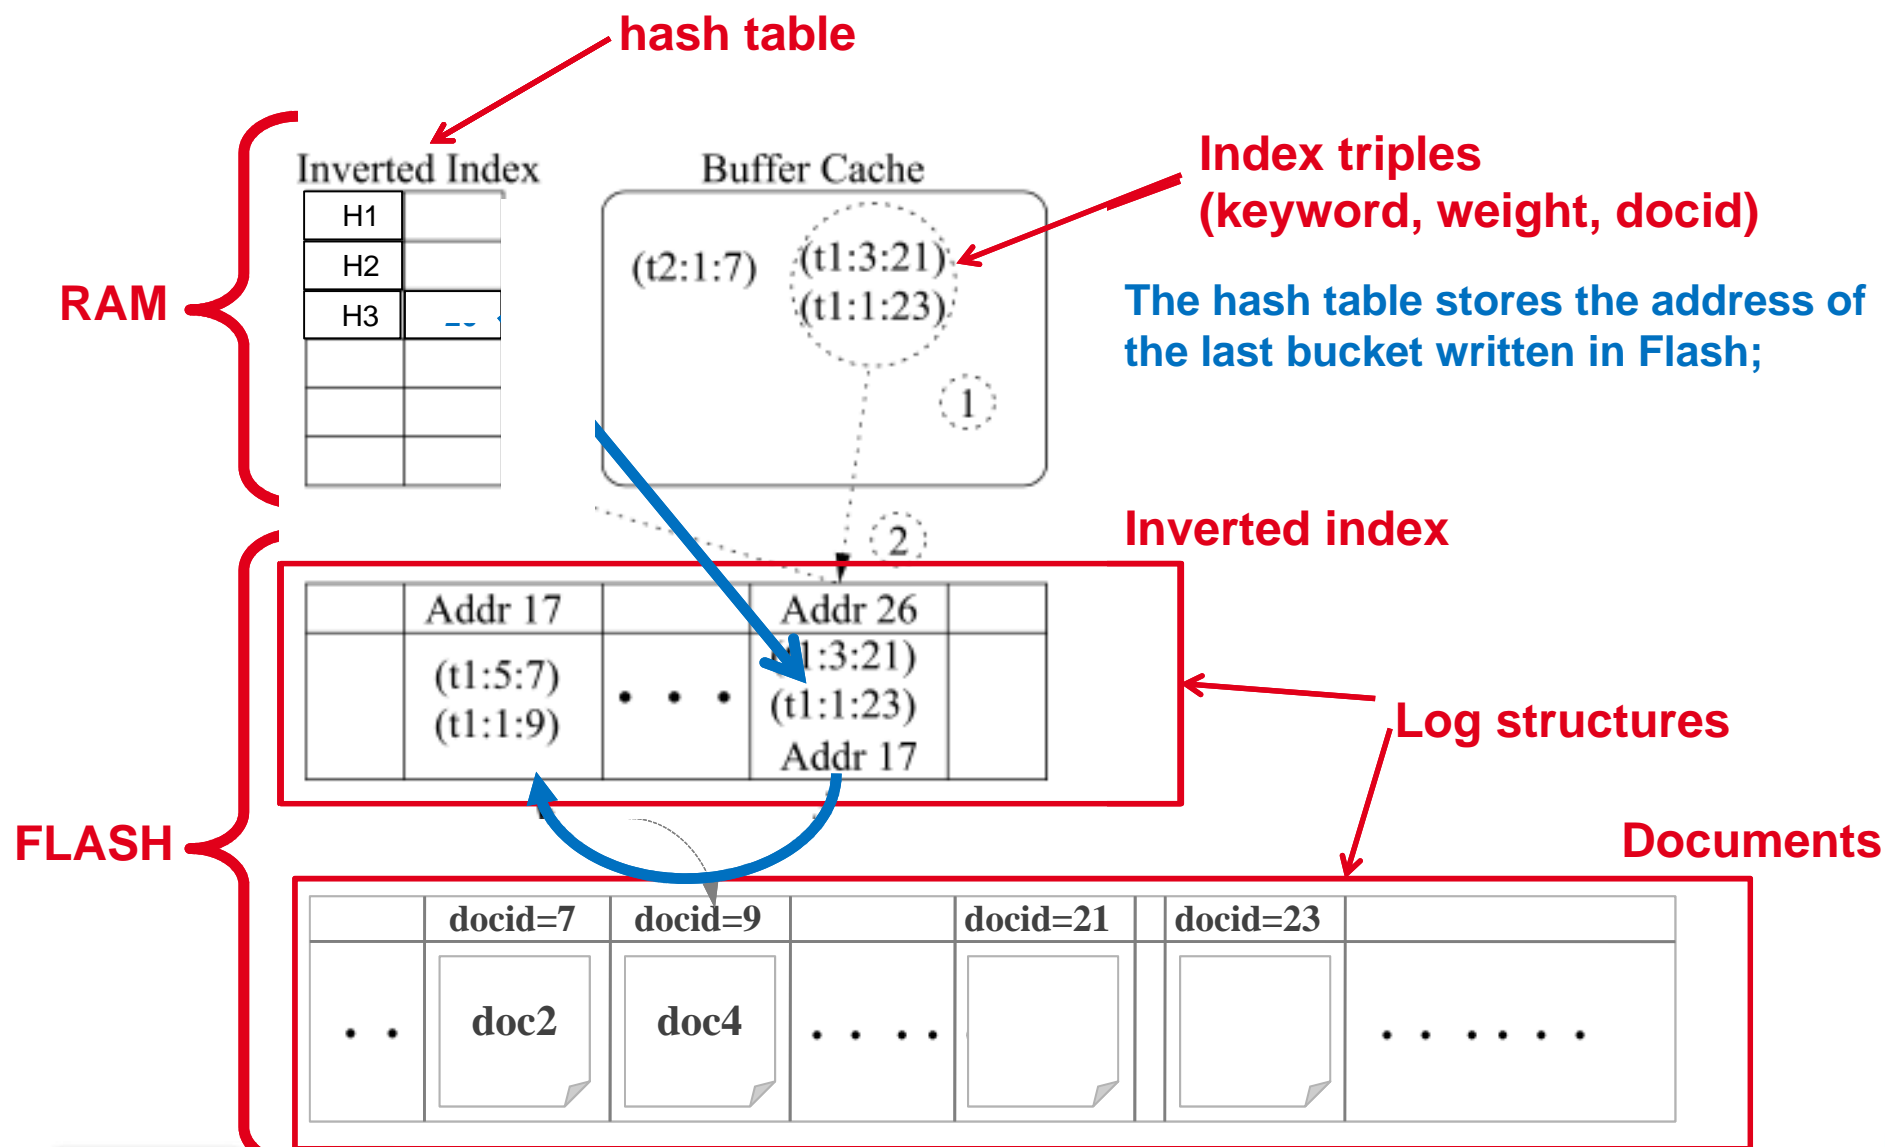 hash table
Inverted Index
Buffer Cache
Index triples
(keyword, weight, docid)
H1
H2
H3
(t2:1:7)
(t1:3:21)
(t1:1:23)
1
RAM
The hash table stores the address of
the last bucket written in Flash;
2
Inverted index
Addr 17
Addr 26
(t1:5:7)
(t1:1:9)
• • •
:3:21)
(t1:1:23)
Addr 17
Log structures
FLASH
Documents
docid=7
docid=9
docid=21
docid=23
doc2
doc4